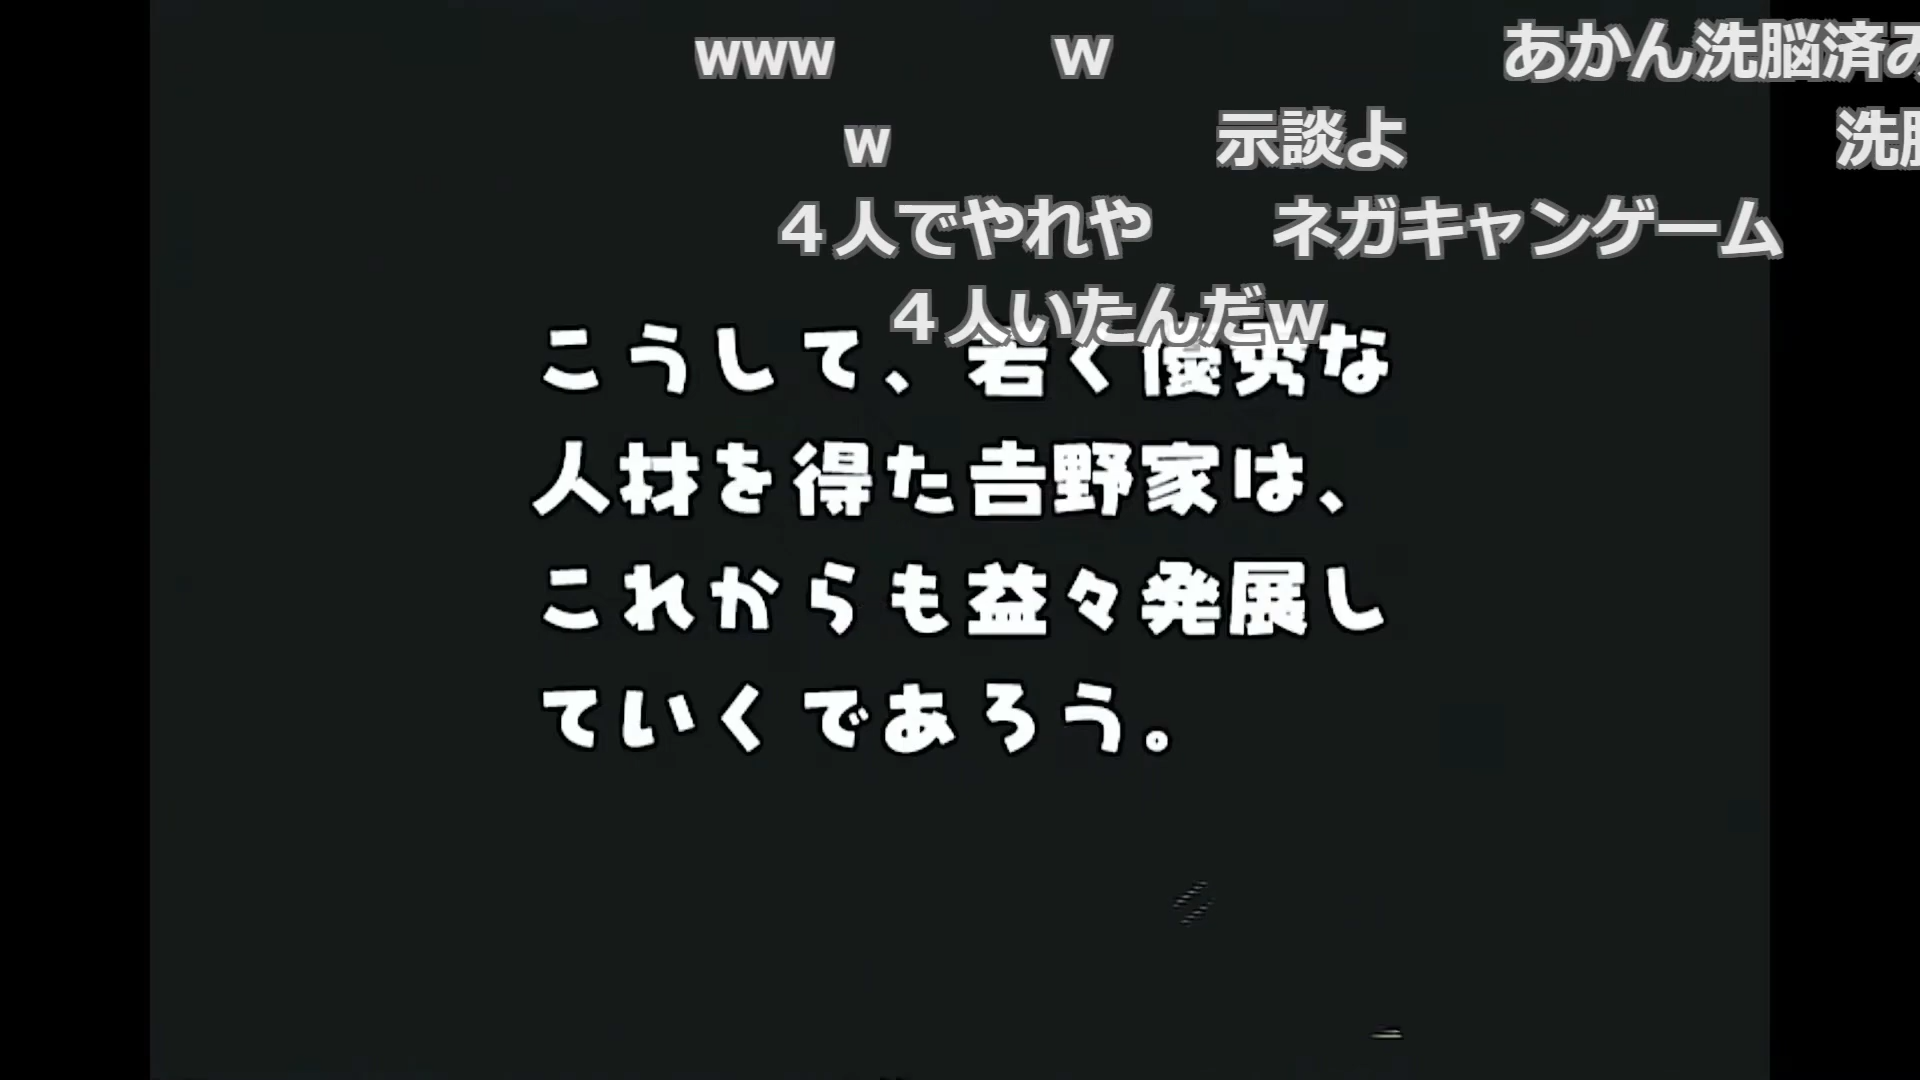 www
w
あかん洗脳済み
w
示談よ
洗脳
４人でやれや
ネガキャンゲーム
４人いたんだw
こうして、若く優秀な
人材を得た吉野家は、
これからも益々発展し
ていくであろう。